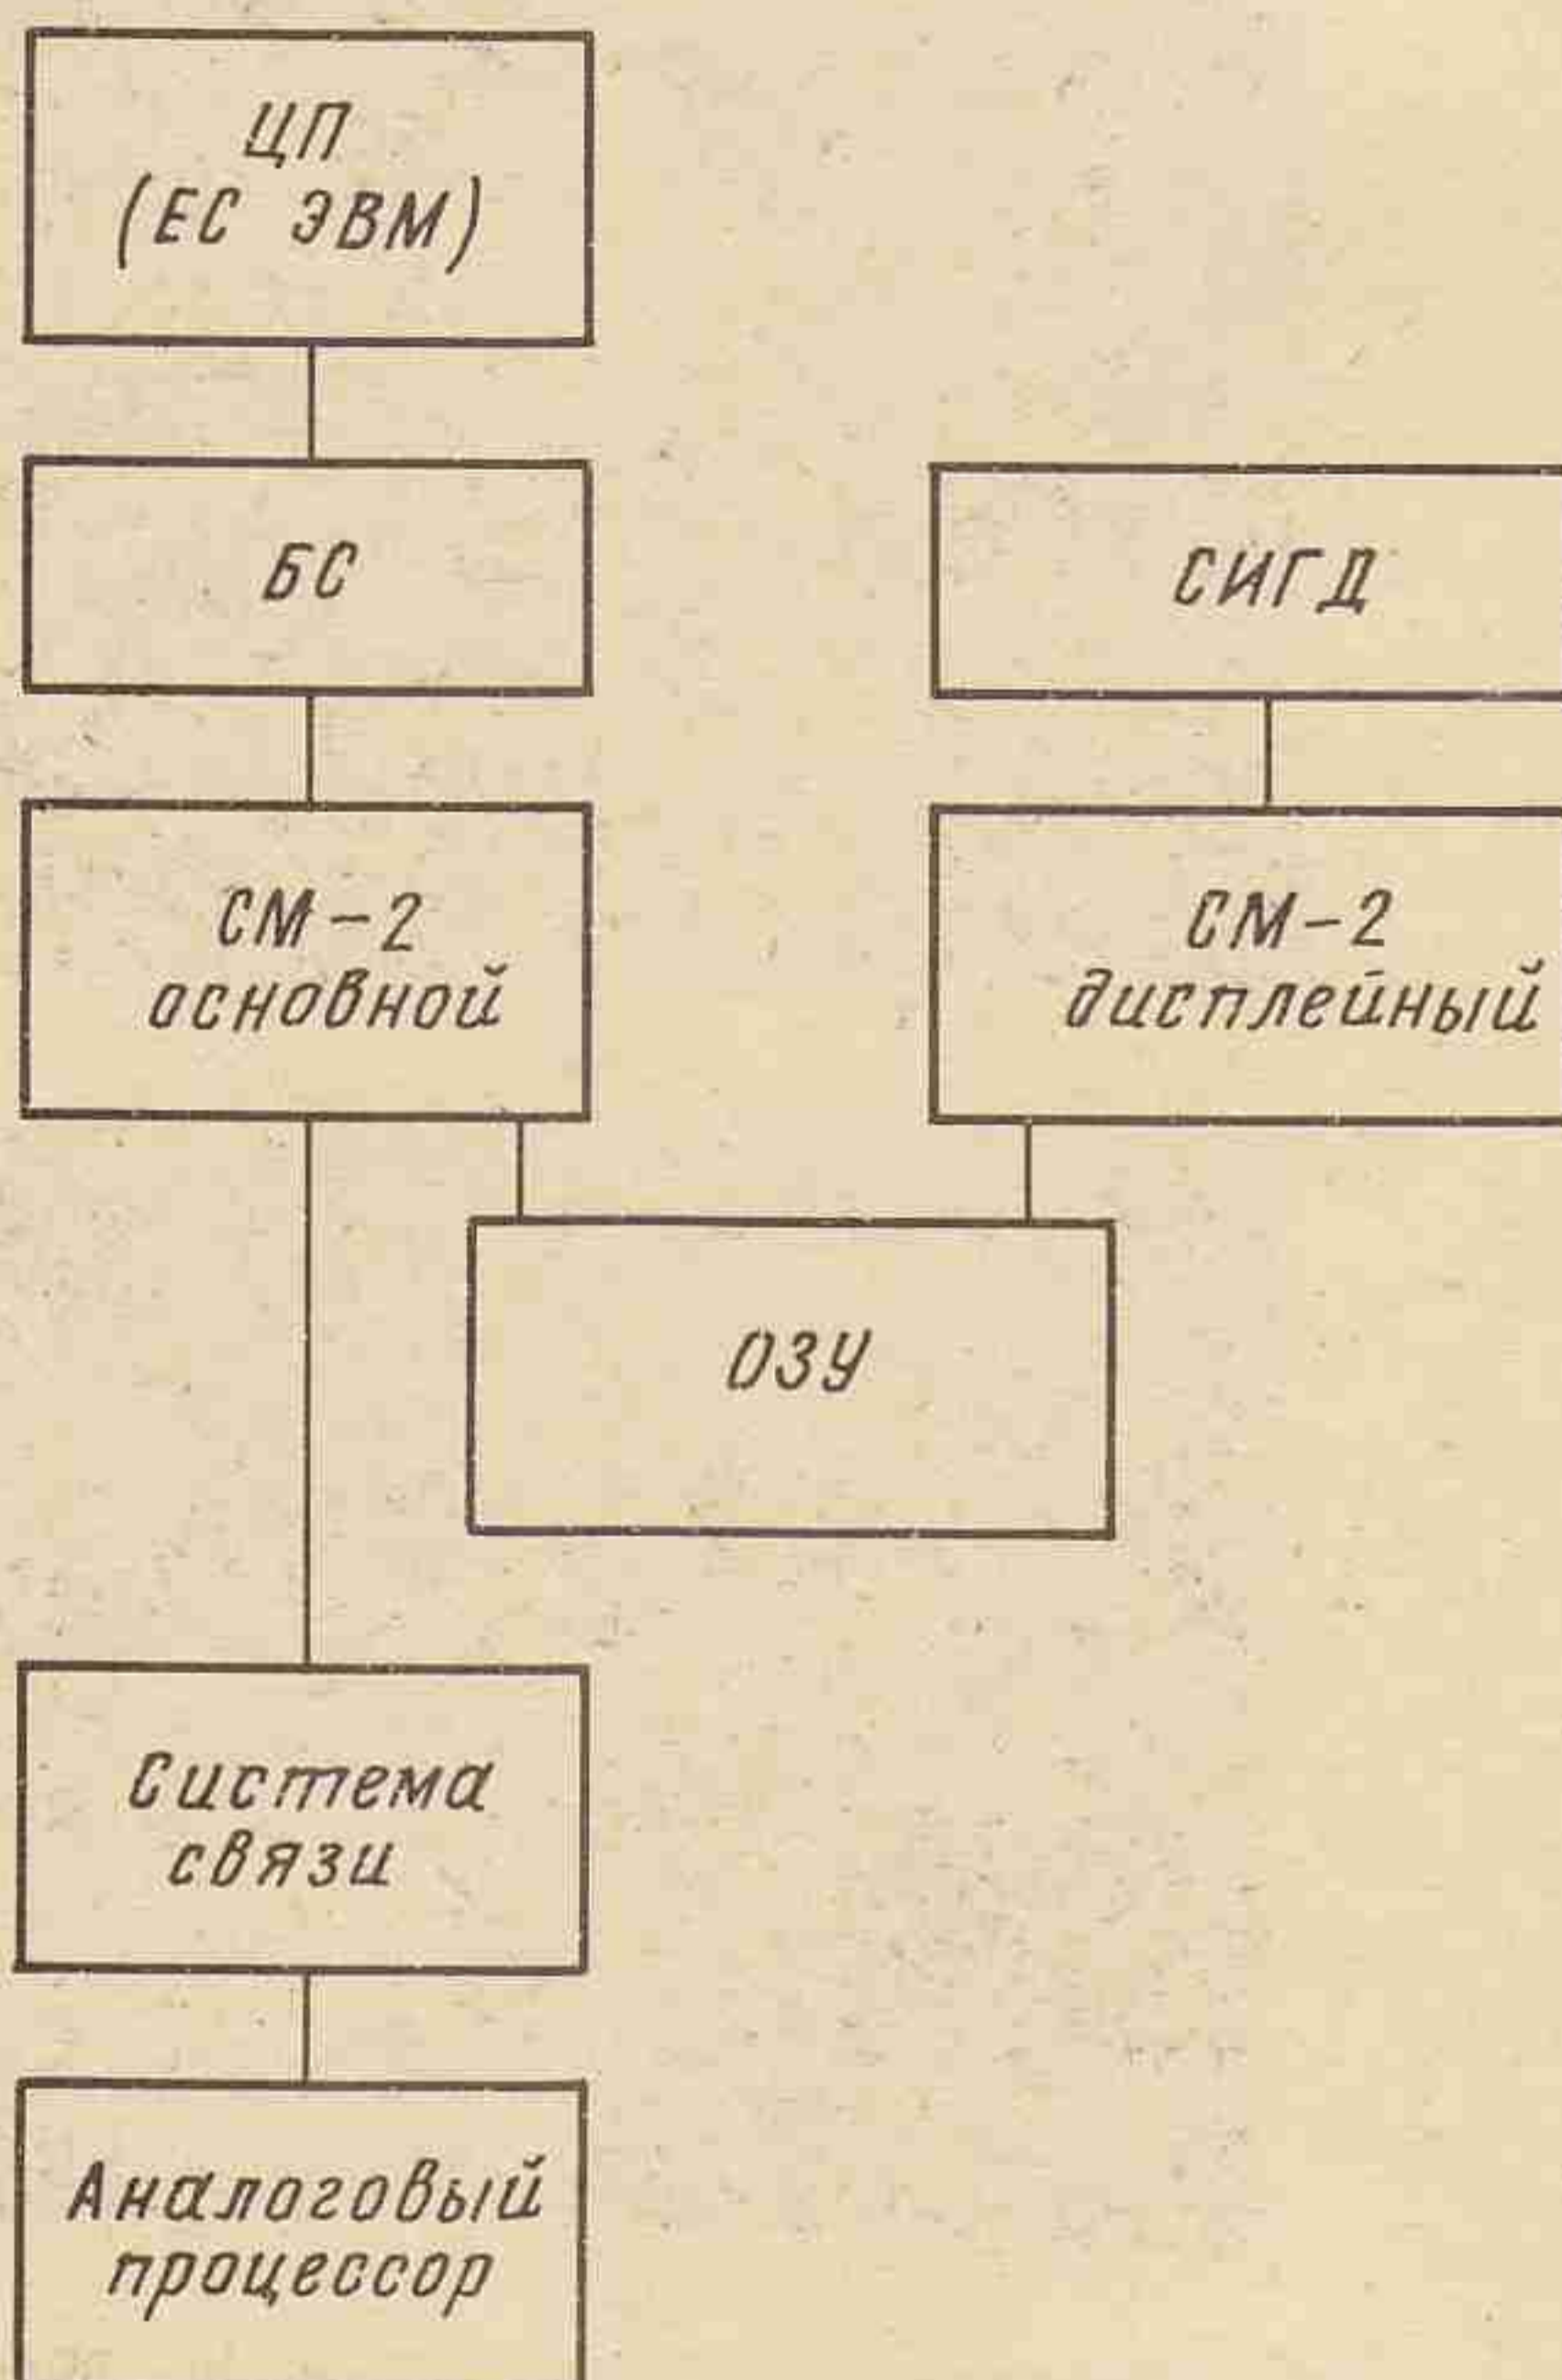 ЦП
(ЕС ЭВМ)
БС
СИГД
СМ-2
основной
СМ-2
дисплейный
ОЗУ
Система
связи
Аналоговый
процессор